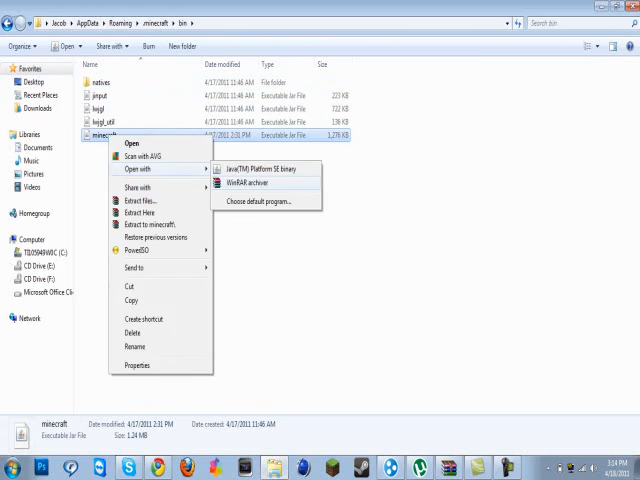 Jacob ▸ AppData ▸ Roaming ▸ .minecraft ▸ bin ▸
Search bin
Organize ▾ Open ▾ Share with ▾ Burn New folder
Name Date modified Type Size
Favorites
Desktop
Recent Places
Downloads
Libraries
Documents
Music
Pictures
Videos
Homegroup
Computer
CD Drive (E:)
CD Drive (F:)
Microsoft Office Clic
Network
natives 4/17/2011 11:46 AM File folder
jinput 4/17/2011 11:46 AM Executable Jar File 223 KB
lwjgl 4/17/2011 11:46 AM Executable Jar File 722 KB
lwjgl_util 4/17/2011 11:46 AM Executable Jar File 136 KB
minecraft 4/17/2011 2:31 PM Executable Jar File 1,276 KB
Open
Scan with AVG
Open with
Share with
Extract files...
Extract Here
Extract to minecraft\
Restore previous versions
PowerISO
Send to
Cut
Copy
Create shortcut
Delete
Rename
Properties
Java(TM) Platform SE binary
WinRAR archiver
Choose default program...
minecraft Date modified: 4/17/2011 2:31 PM Date created: 4/17/2011 11:46 AM
Executable Jar File Size: 1.24 MB
3:14 PM
4/18/2011